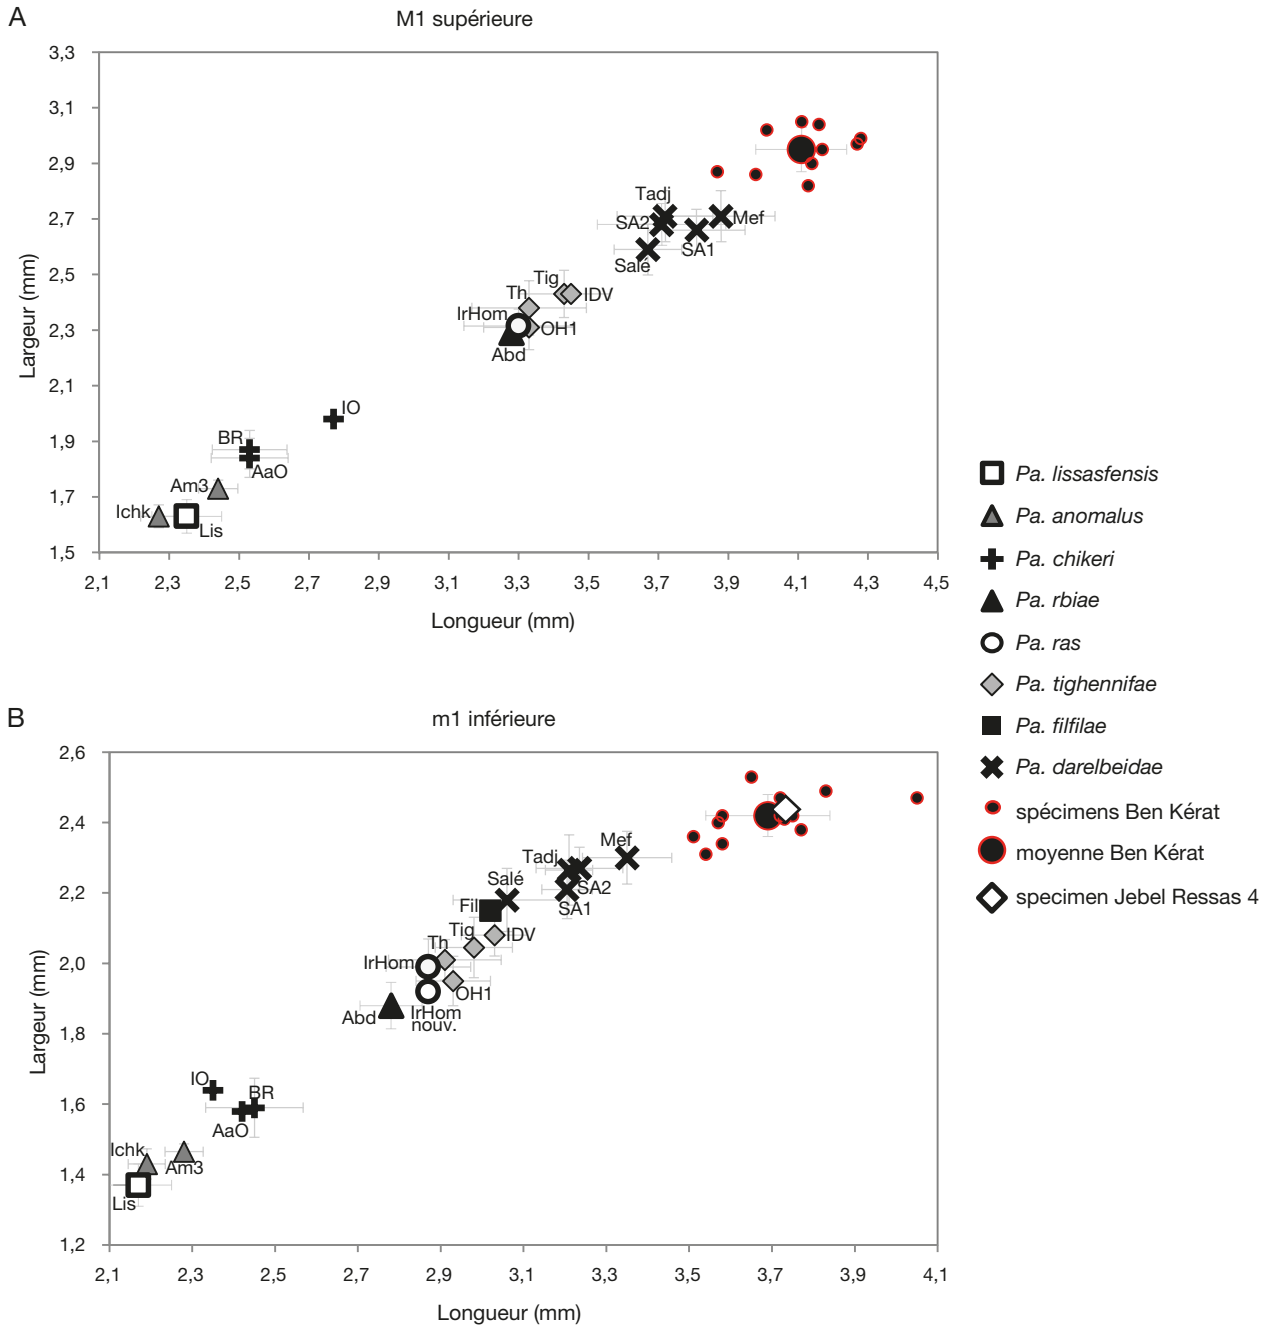 A
M1 supérieure
3,3
3,1
2,9
2,7
2,5
2,3
2,1
1,9
1,7
1,5
Largeur (mm)
Tadj
SA2
Mef
SA1
Salé
Tig
IDV
Th
IrHom
OH1
Abd
IO
BR
AaO
Am3
Ichk
Lis
2,1 2,3 2,5 2,7 2,9 3,1 3,3 3,5 3,7 3,9 4,1 4,3 4,5
Longueur (mm)
Pa. lissasfensis
Pa. anomalus
Pa. chikeri
Pa. rbiae
Pa. ras
Pa. tighennifae
Pa. filfilae
Pa. darelbeidae
spécimens Ben Kérat
moyenne Ben Kérat
specimen Jebel Ressas 4
B
m1 inférieure
2,6
2,4
2,2
2,0
1,8
1,6
1,4
1,2
Largeur (mm)
Mef
Tadj
SA2
Salé
SA1
Fil
Tig
IDV
Th
IrHom
OH1
IrHom
nouv.
Abd
IO
BR
AaO
Ichk
Am3
Lis
2,1 2,3 2,5 2,7 2,9 3,1 3,3 3,5 3,7 3,9 4,1
Longueur (mm)